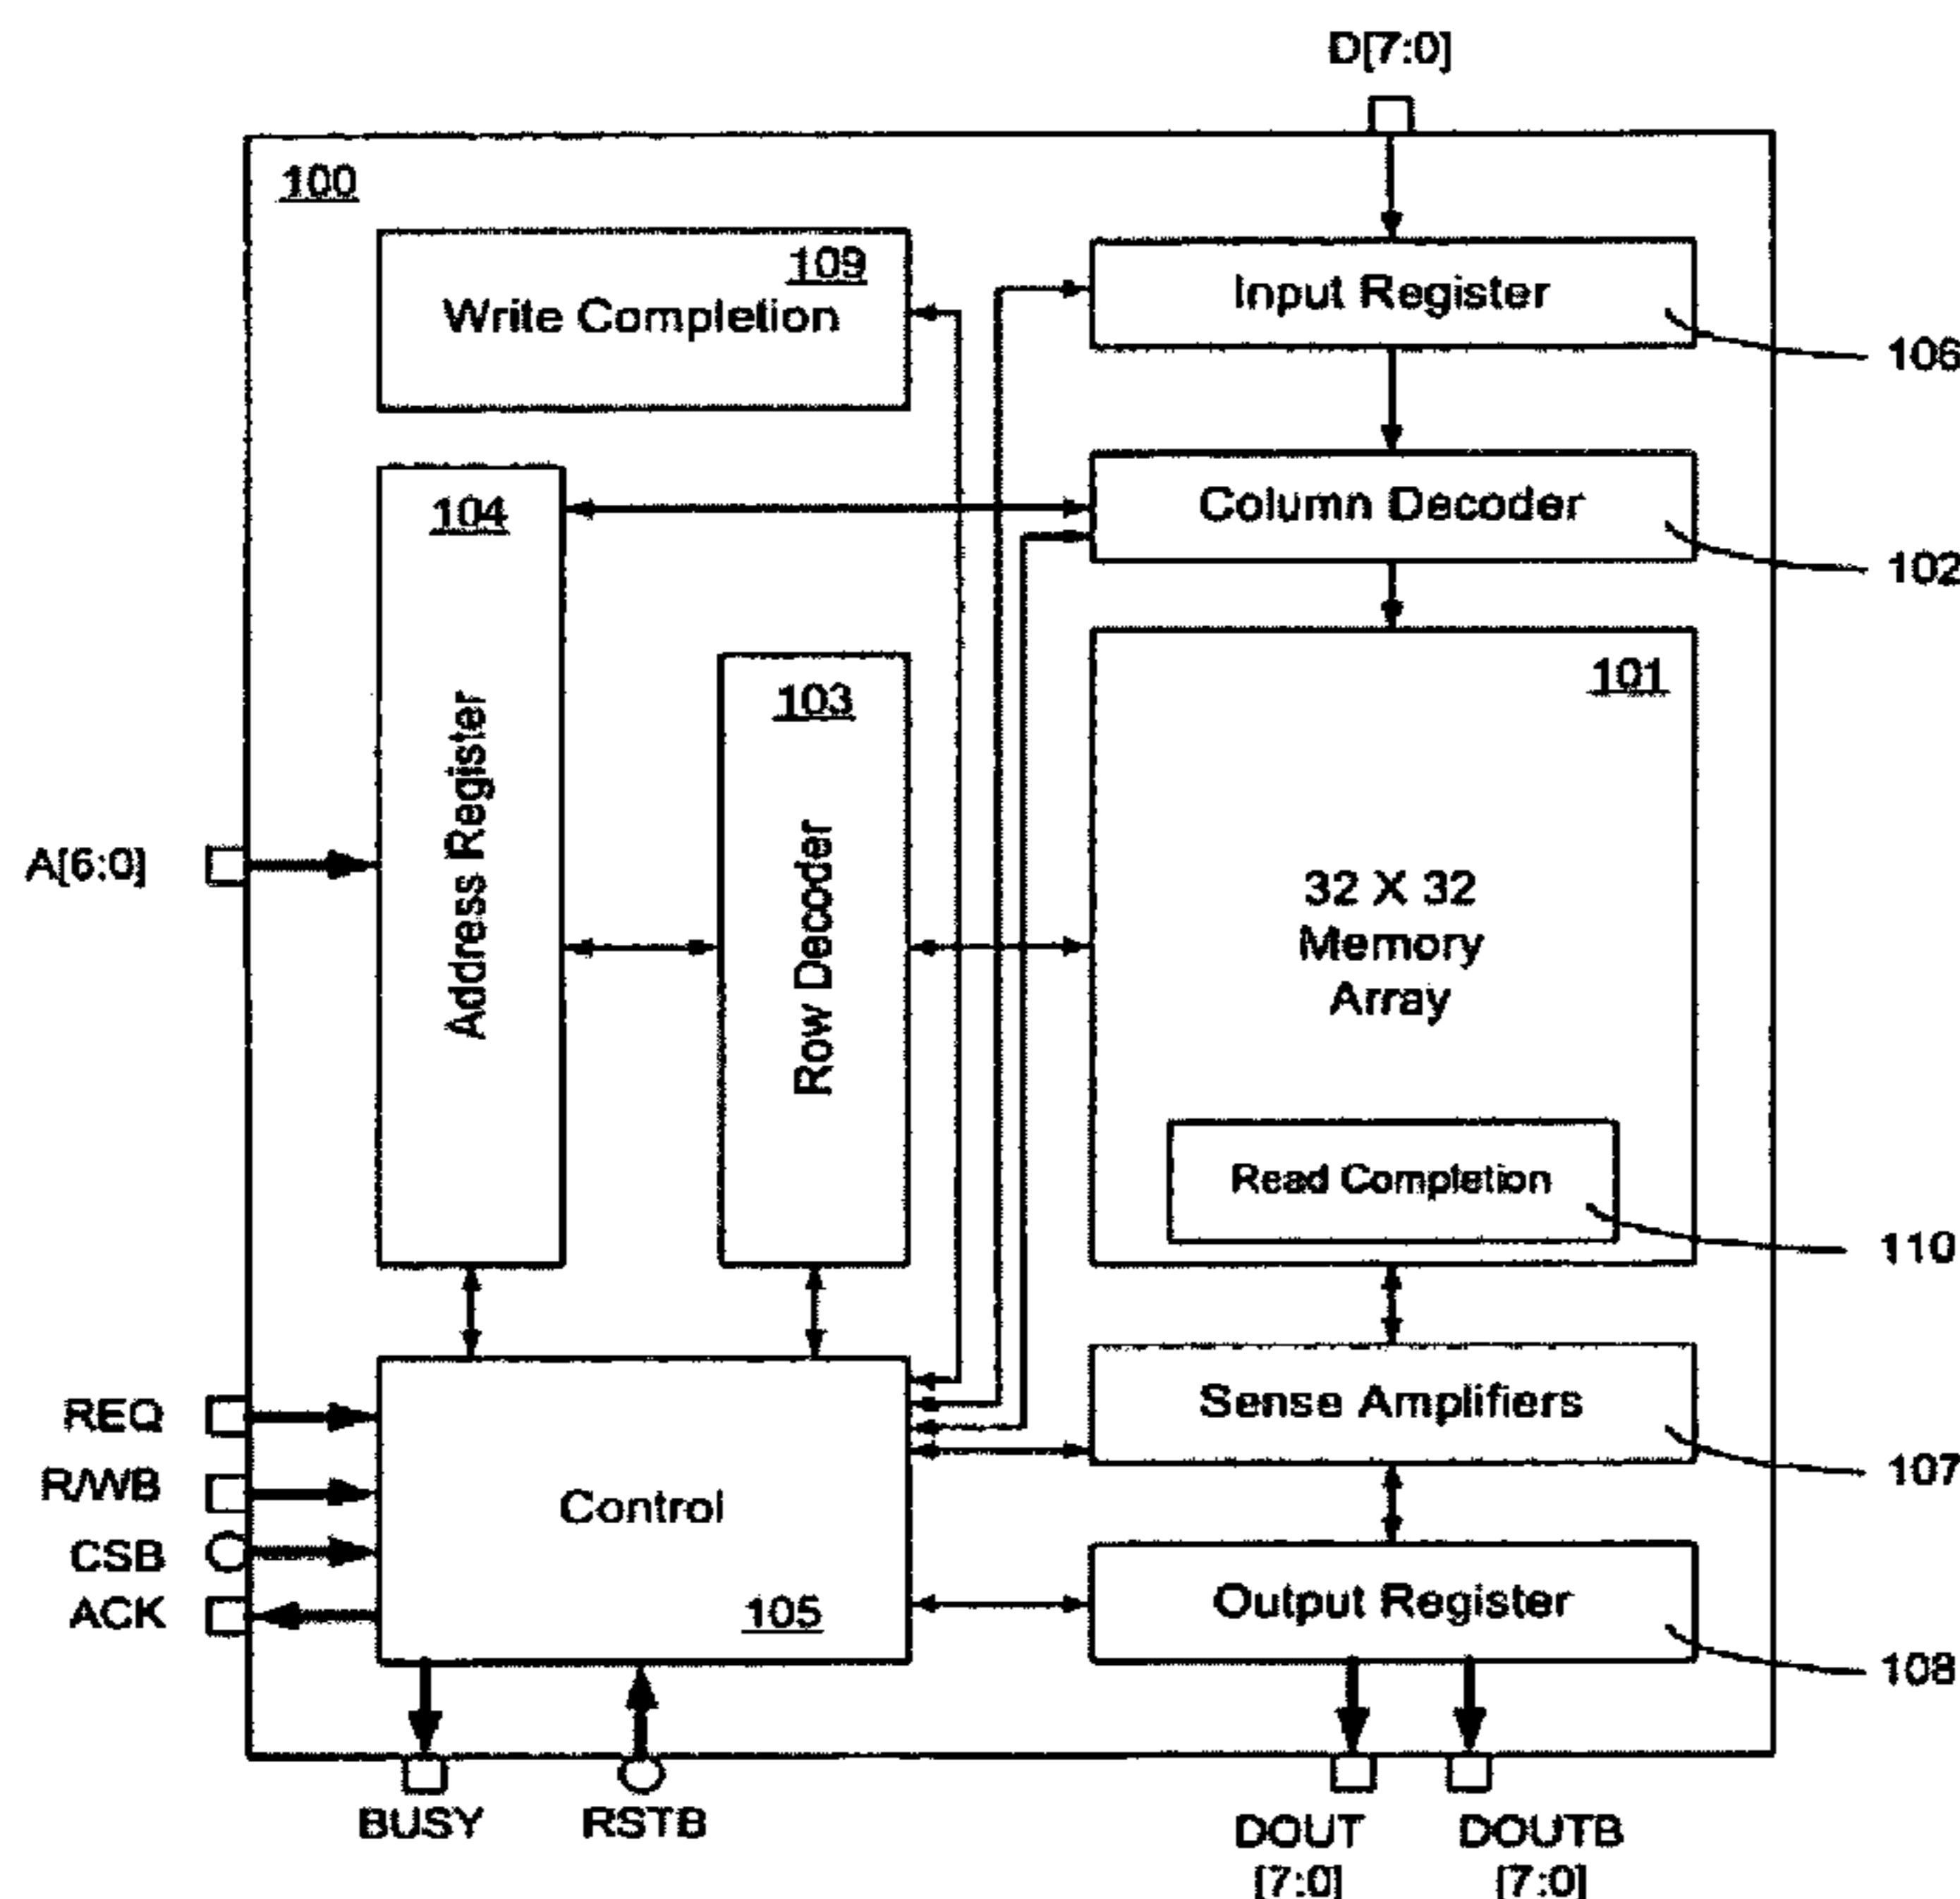 D[7:0]
100
109
Write Completion
Input Register
106
104
Column Decoder
102
103
101
Address Register
Row Decoder
A[6:0]
32 X 32
Memory
Array
Read Completion
110
REQ
R/WB
CSB
ACK
Control
105
Sense Amplifiers
107
Output Register
108
BUSY
RSTB
DOUT
[7:0]
DOUTB
[7:0]